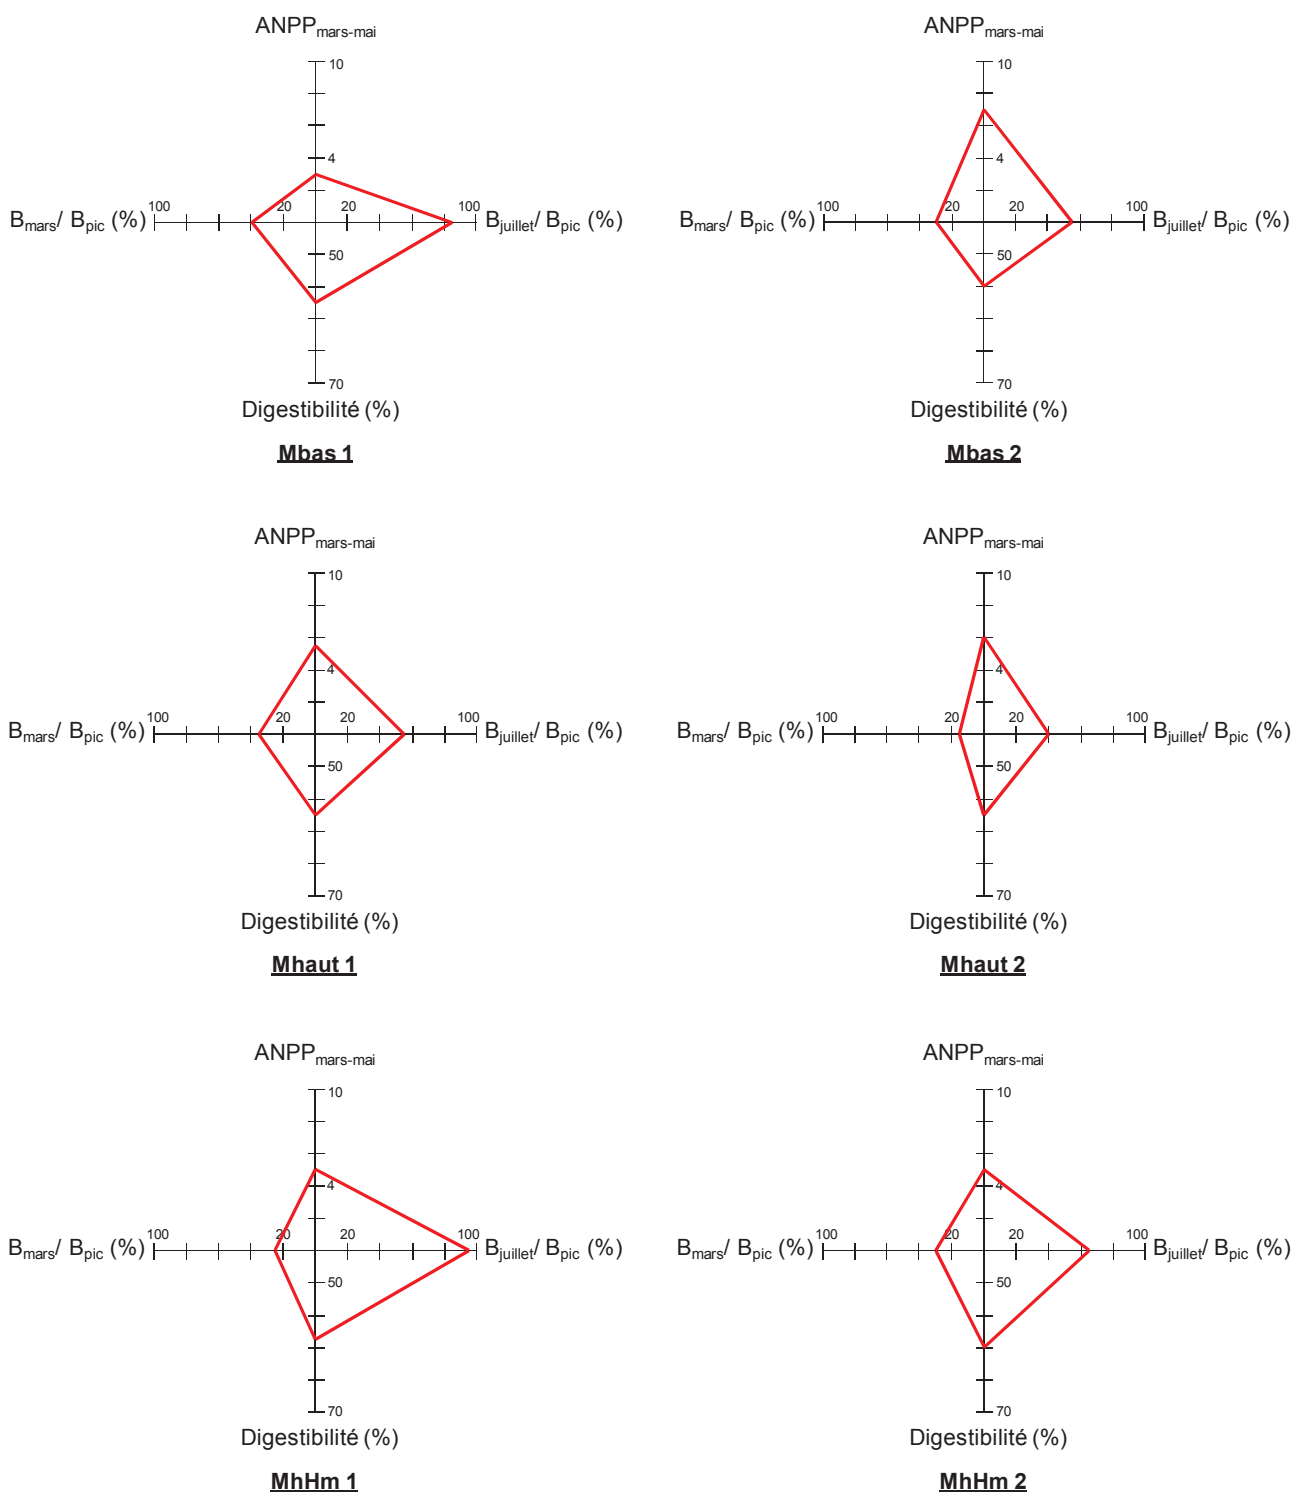 ANPPmars-mai
10
4
100 20 20 100
Bmars/ Bpic (%) Bjuillet/ Bpic (%)
50
70
Digestibilité (%)
Mbas 1
ANPPmars-mai
10
4
100 20 20 100
Bmars/ Bpic (%) Bjuillet/ Bpic (%)
50
70
Digestibilité (%)
Mbas 2
ANPPmars-mai
10
4
100 20 20 100
Bmars/ Bpic (%) Bjuillet/ Bpic (%)
50
70
Digestibilité (%)
Mhaut 1
ANPPmars-mai
10
4
100 20 20 100
Bmars/ Bpic (%) Bjuillet/ Bpic (%)
50
70
Digestibilité (%)
Mhaut 2
ANPPmars-mai
10
4
100 20 20 100
Bmars/ Bpic (%) Bjuillet/ Bpic (%)
50
70
Digestibilité (%)
MhHm 1
ANPPmars-mai
10
4
100 20 20 100
Bmars/ Bpic (%) Bjuillet/ Bpic (%)
50
70
Digestibilité (%)
MhHm 2